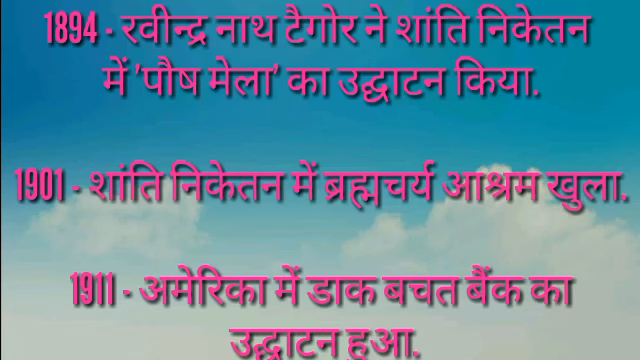 1894 - रवीन्द्र नाथ टैगोर ने शांति निकेतन
में 'पौष मेला' का उद्घाटन किया.
1901 - शांति निकेतन में ब्रह्मचर्य आश्रम खुला.
1911 - अमेरिका में डाक बचत बैंक का
उद्घाटन हुआ.